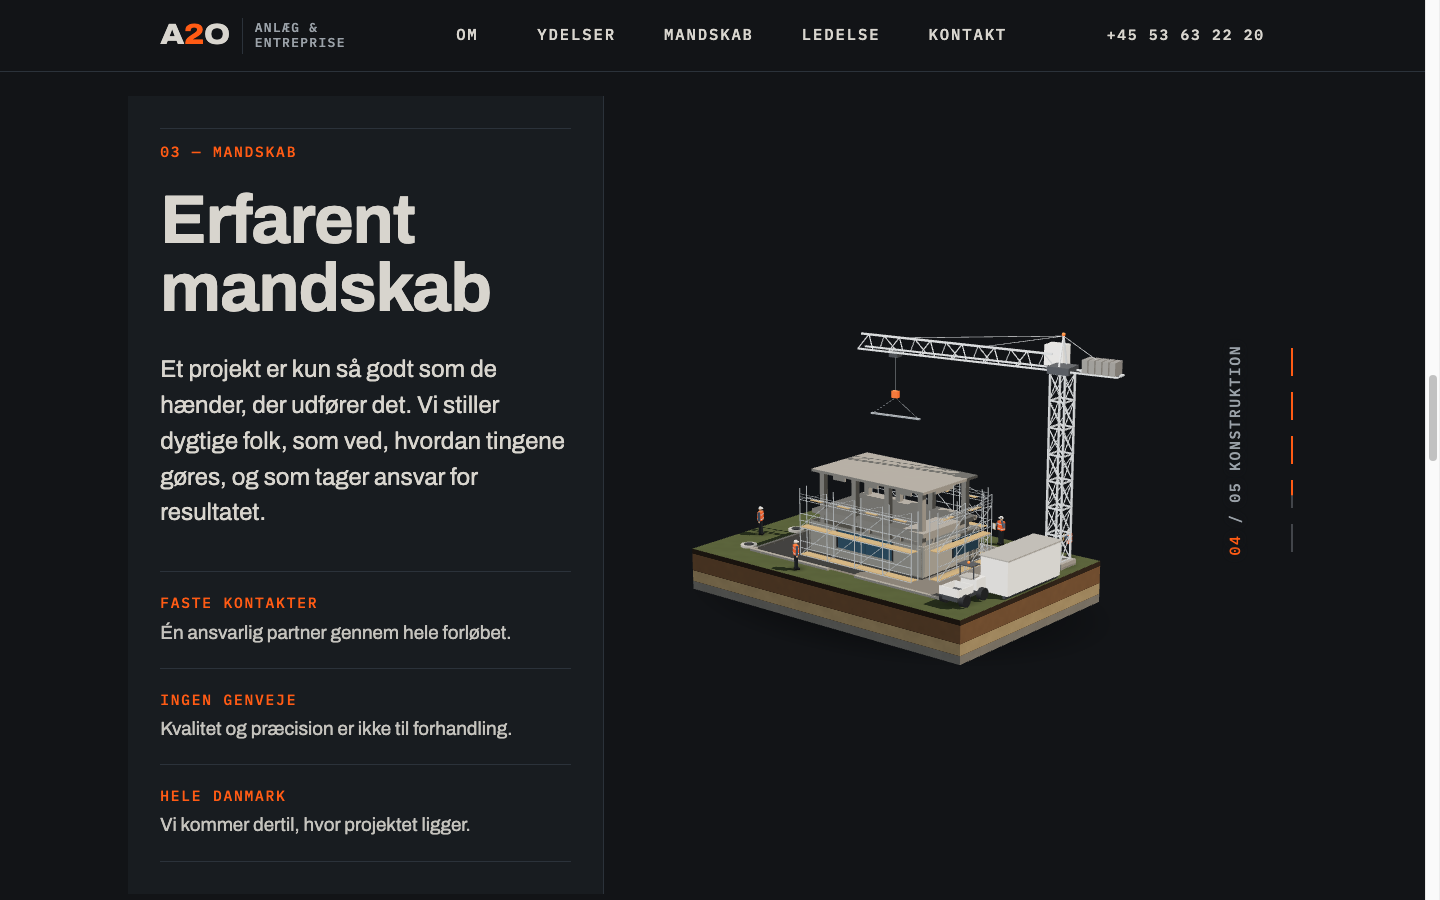 A2O
ANLÆG &
ENTREPRISE
OM
YDELSER
MANDSKAB
LEDELSE
KONTAKT
+45 53 63 22 20
03 — MANDSKAB
Erfarent
mandskab
Et projekt er kun så godt som de
hænder, der udfører det. Vi stiller
dygtige folk, som ved, hvordan tingene
gøres, og som tager ansvar for
resultatet.
FASTE KONTAKTER
Én ansvarlig partner gennem hele forløbet.
INGEN GENVEJE
Kvalitet og præcision er ikke til forhandling.
HELE DANMARK
Vi kommer dertil, hvor projektet ligger.
04 / 05 KONSTRUKTION